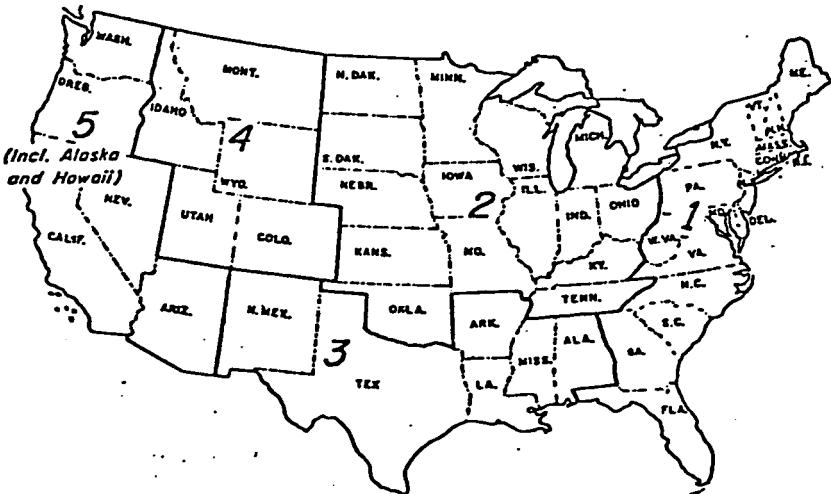 WASH.
MONT.
N. DAK.
MINN.
ME.
OREG.
IDAHO
VT.
N.H.
5
4
MICH.
N.Y.
MASS.
(Incl. Alaska
S. DAK.
WIS.
CONN.
R.I.
and Hawaii)
WYO.
NEBR.
IOWA
ILL.
PA.
NEV.
UTAH
2
IND.
OHIO
MD.
1
DEL.
CALIF.
COLO.
KANS.
MO.
W.VA.
VA.
KY.
N.C.
TENN.
ARIZ.
N.MEX.
OKLA.
ARK.
S.C.
3
MISS.
ALA.
GA.
TEX
LA.
FLA.